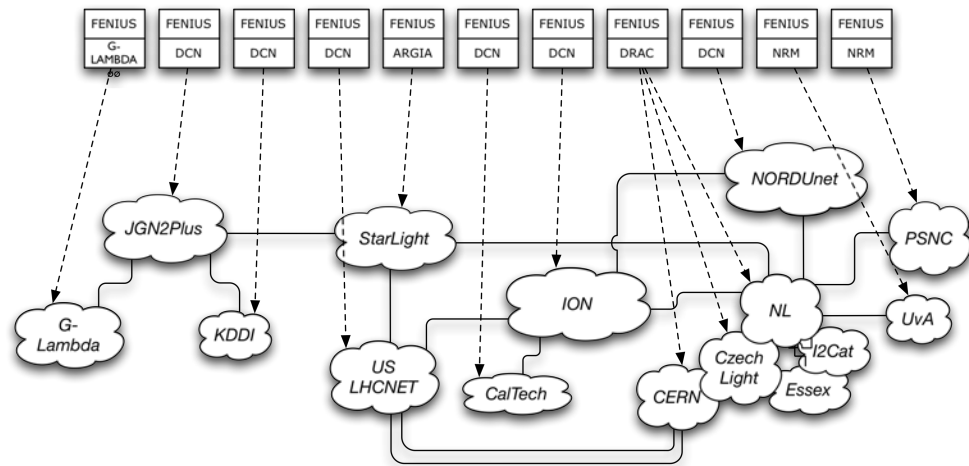 FENIUS FENIUS FENIUS FENIUS FENIUS FENIUS FENIUS FENIUS FENIUS FENIUS FENIUS
G-
LAMBDA DCN DCN DCN ARGIA DCN DCN DRAC DCN NRM NRM
NORDUnet
JGN2Plus
StarLight
PSNC
ION
NL
G-
Lambda
KDDI
UvA
US
LHCNET
CalTech
CERN
Czech
Light
I2Cat
Essex